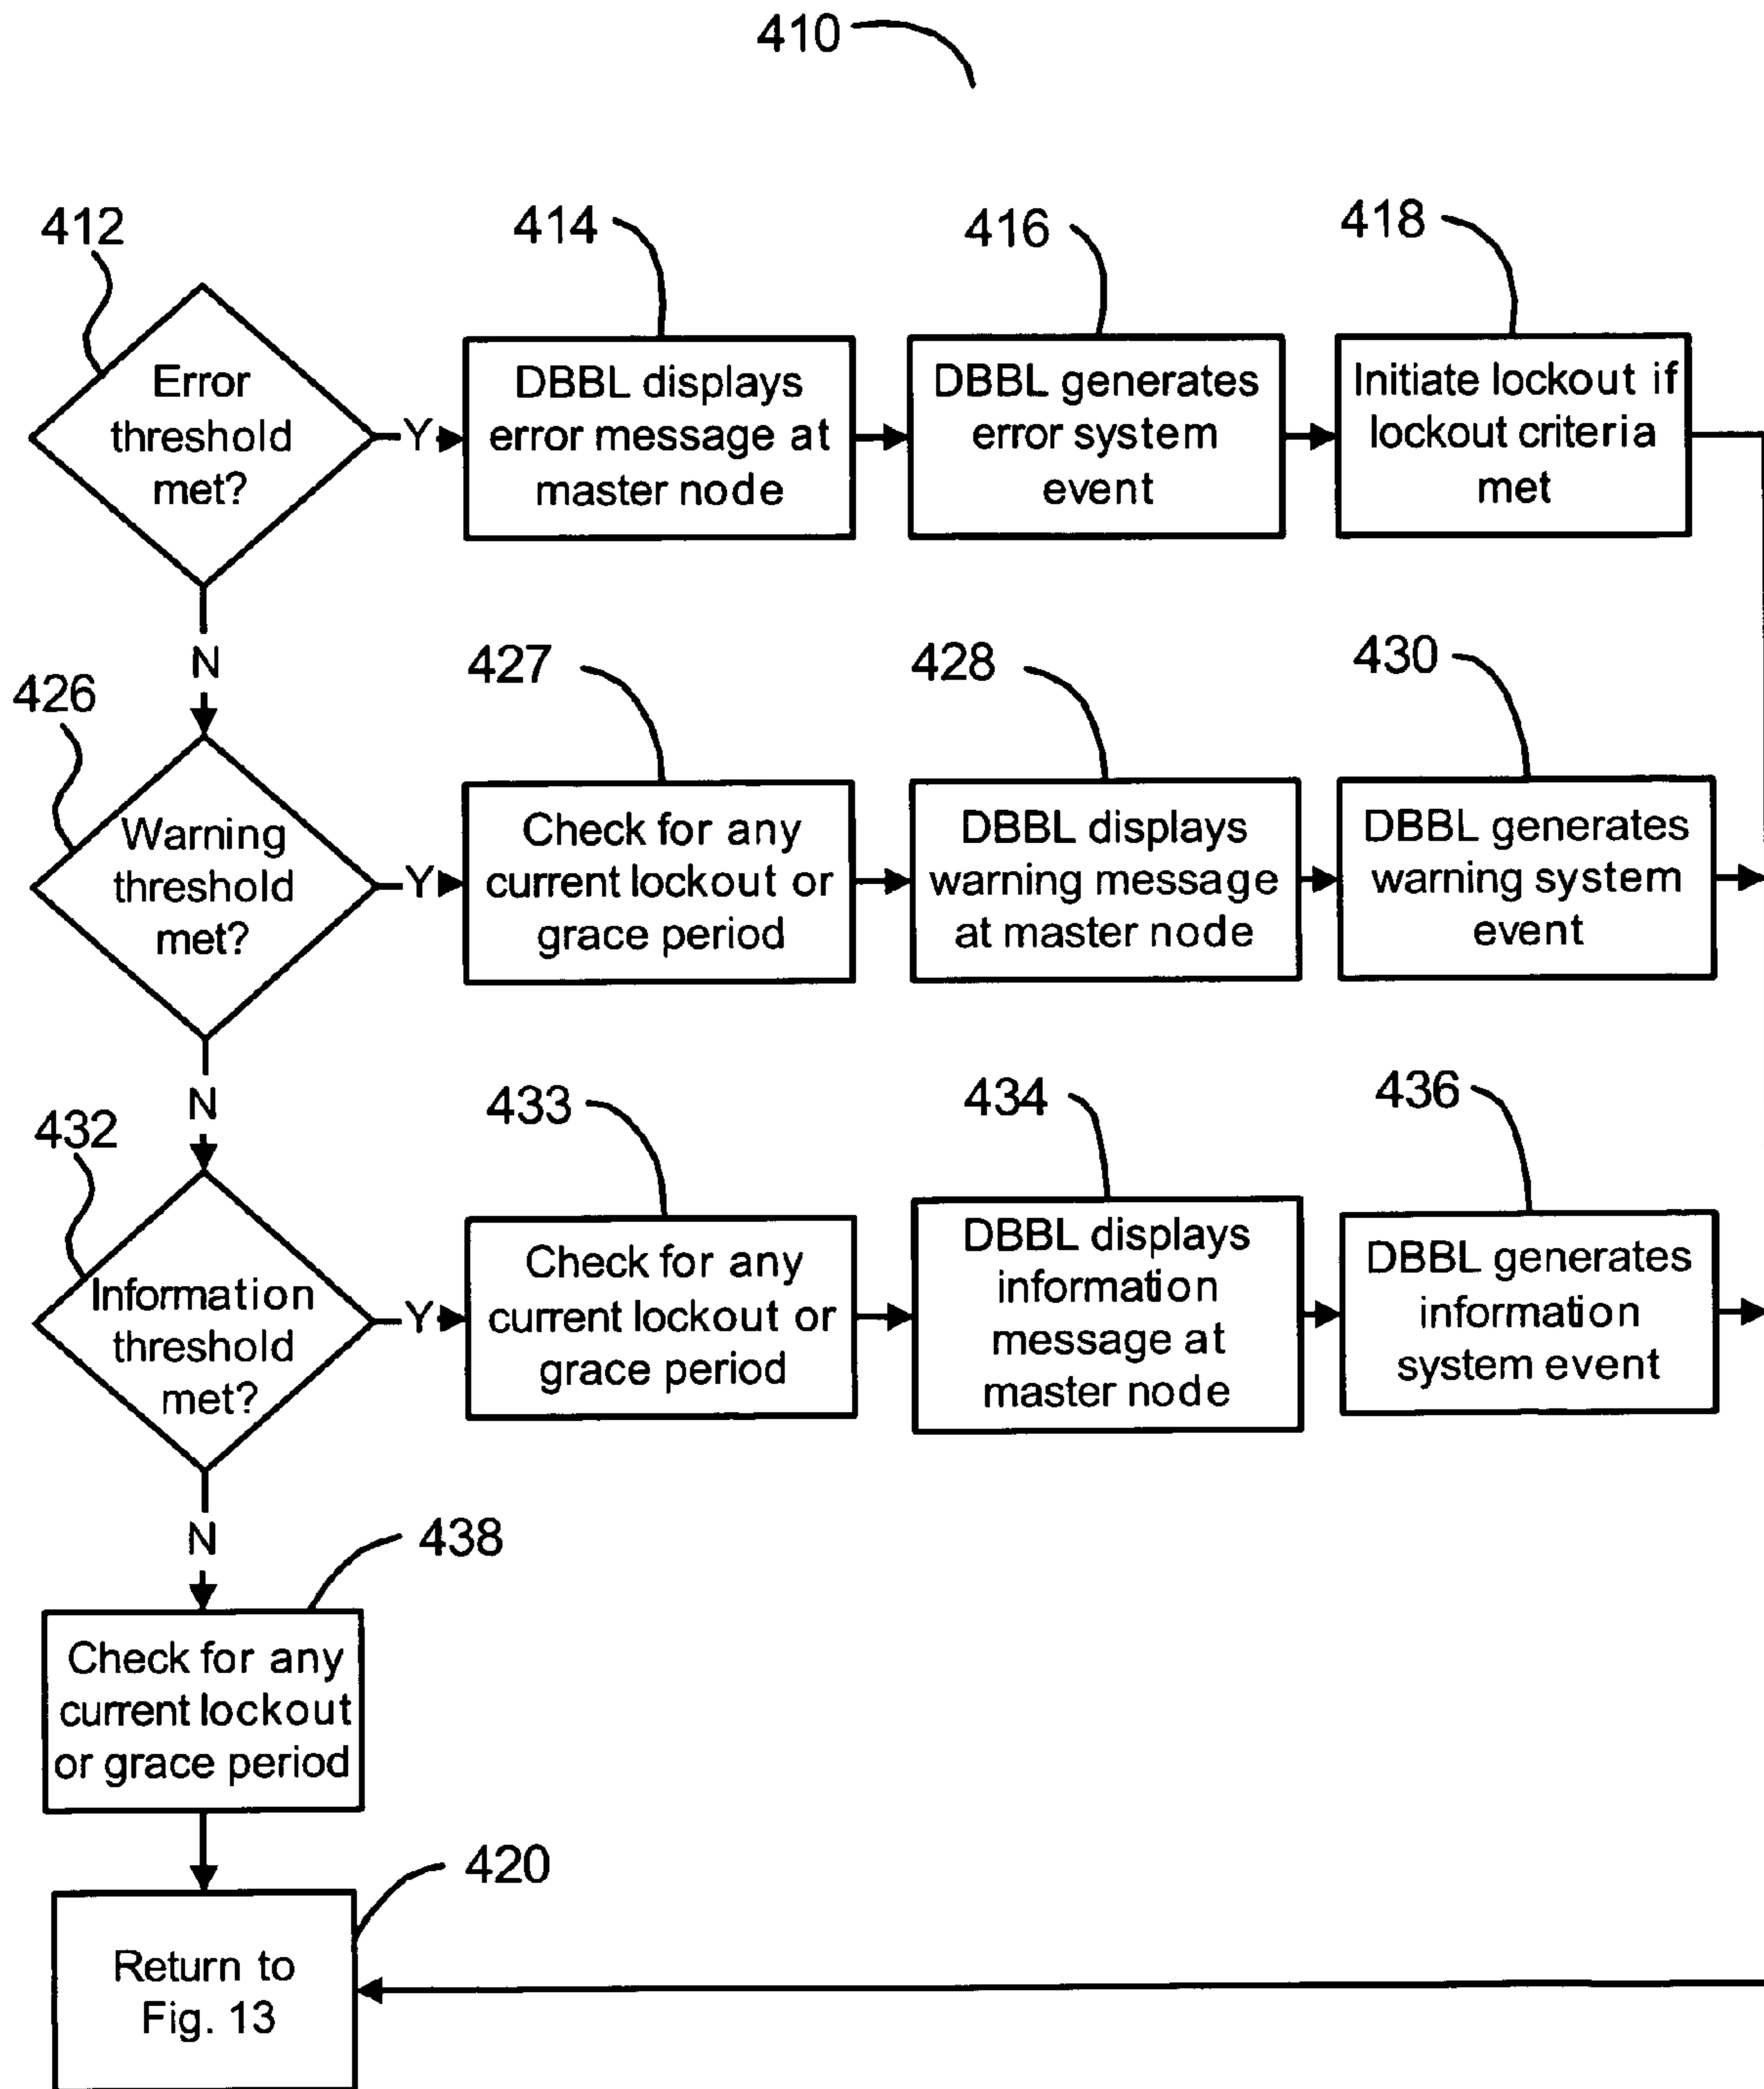 410
412
414
416
418
Error
threshold
met?
Y
DBBL displays
error message at
master node
DBBL generates
error system
event
Initiate lockout if
lockout criteria
met
N
426
427
428
430
Warning
threshold
met?
Y
Check for any
current lockout or
grace period
DBBL displays
warning message
at master node
DBBL generates
warning system
event
N
432
433
434
436
Information
threshold
met?
Y
Check for any
current lockout or
grace period
DBBL displays
information
message at
master node
DBBL generates
information
system event
N
438
Check for any
current lockout
or grace period
420
Return to
Fig. 13